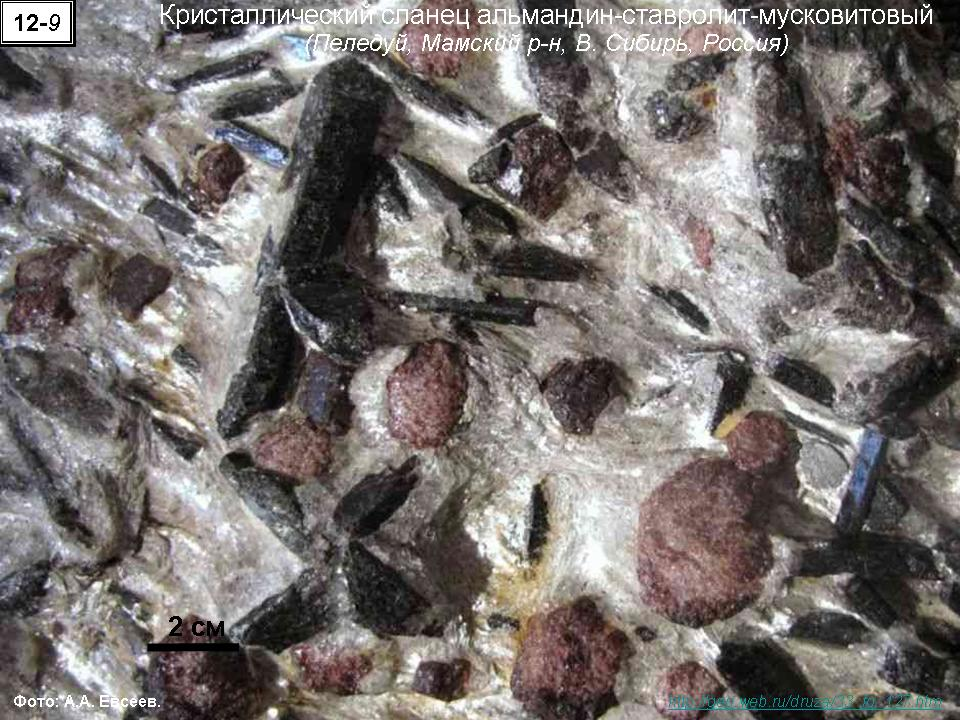 12-9
Кристаллический сланец альмандин-ставролит-мусковитовый
(Пеледуй, Мамский р-н, В. Сибирь, Россия)
2 см
Фото: А.А. Евсеев.